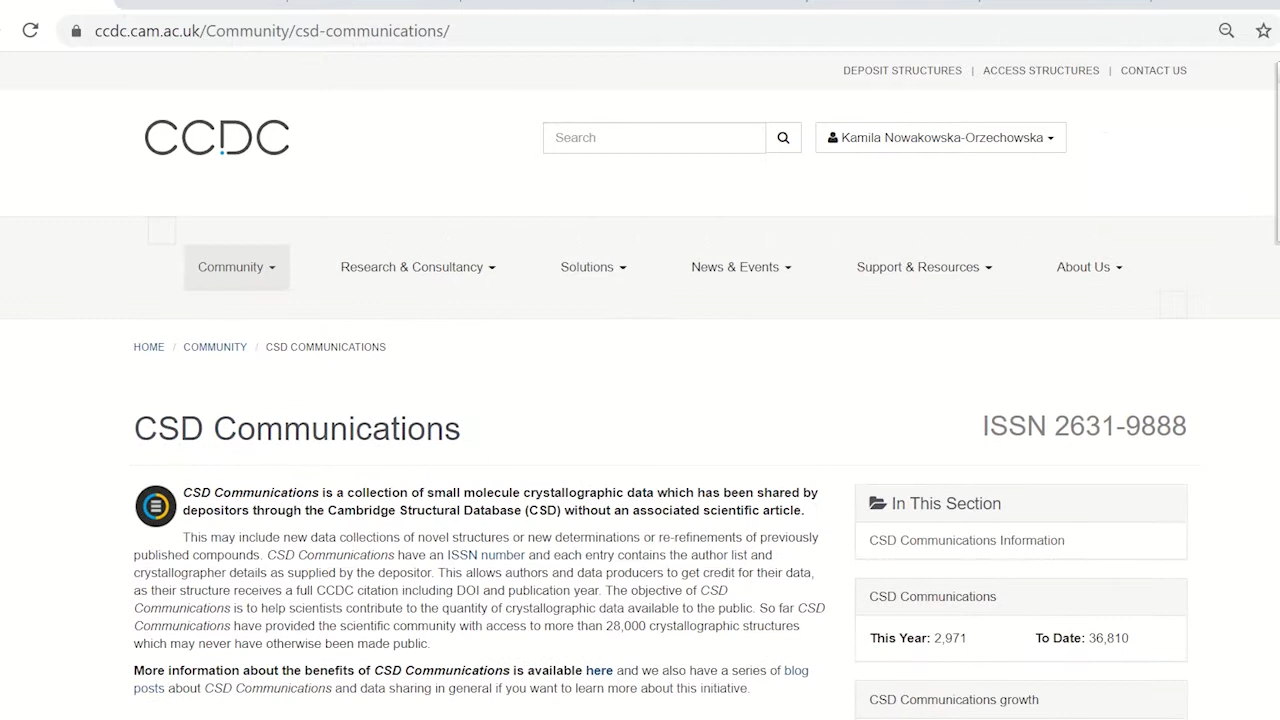 ccdc.cam.ac.uk/Community/csd-communications/
DEPOSIT STRUCTURES | ACCESS STRUCTURES | CONTACT US
CCDC
Search
Kamila Nowakowska-Orzechowska
Community
Research & Consultancy
Solutions
News & Events
Support & Resources
About Us
HOME / COMMUNITY / CSD COMMUNICATIONS
CSD Communications
ISSN 2631-9888
CSD Communications is a collection of small molecule crystallographic data which has been shared by
depositors through the Cambridge Structural Database (CSD) without an associated scientific article.
This may include new data collections of novel structures or new determinations or re-refinements of previously
published compounds. CSD Communications have an ISSN number and each entry contains the author list and
crystallographer details as supplied by the depositor. This allows authors and data producers to get credit for their data,
as their structure receives a full CCDC citation including DOI and publication year. The objective of CSD
Communications is to help scientists contribute to the quantity of crystallographic data available to the public. So far CSD
Communications have provided the scientific community with access to more than 28,000 crystallographic structures
which may never have otherwise been made public.
More information about the benefits of CSD Communications is available here and we also have a series of blog
posts about CSD Communications and data sharing in general if you want to learn more about this initiative.
In This Section
CSD Communications Information
CSD Communications
This Year: 2,971
To Date: 36,810
CSD Communications growth